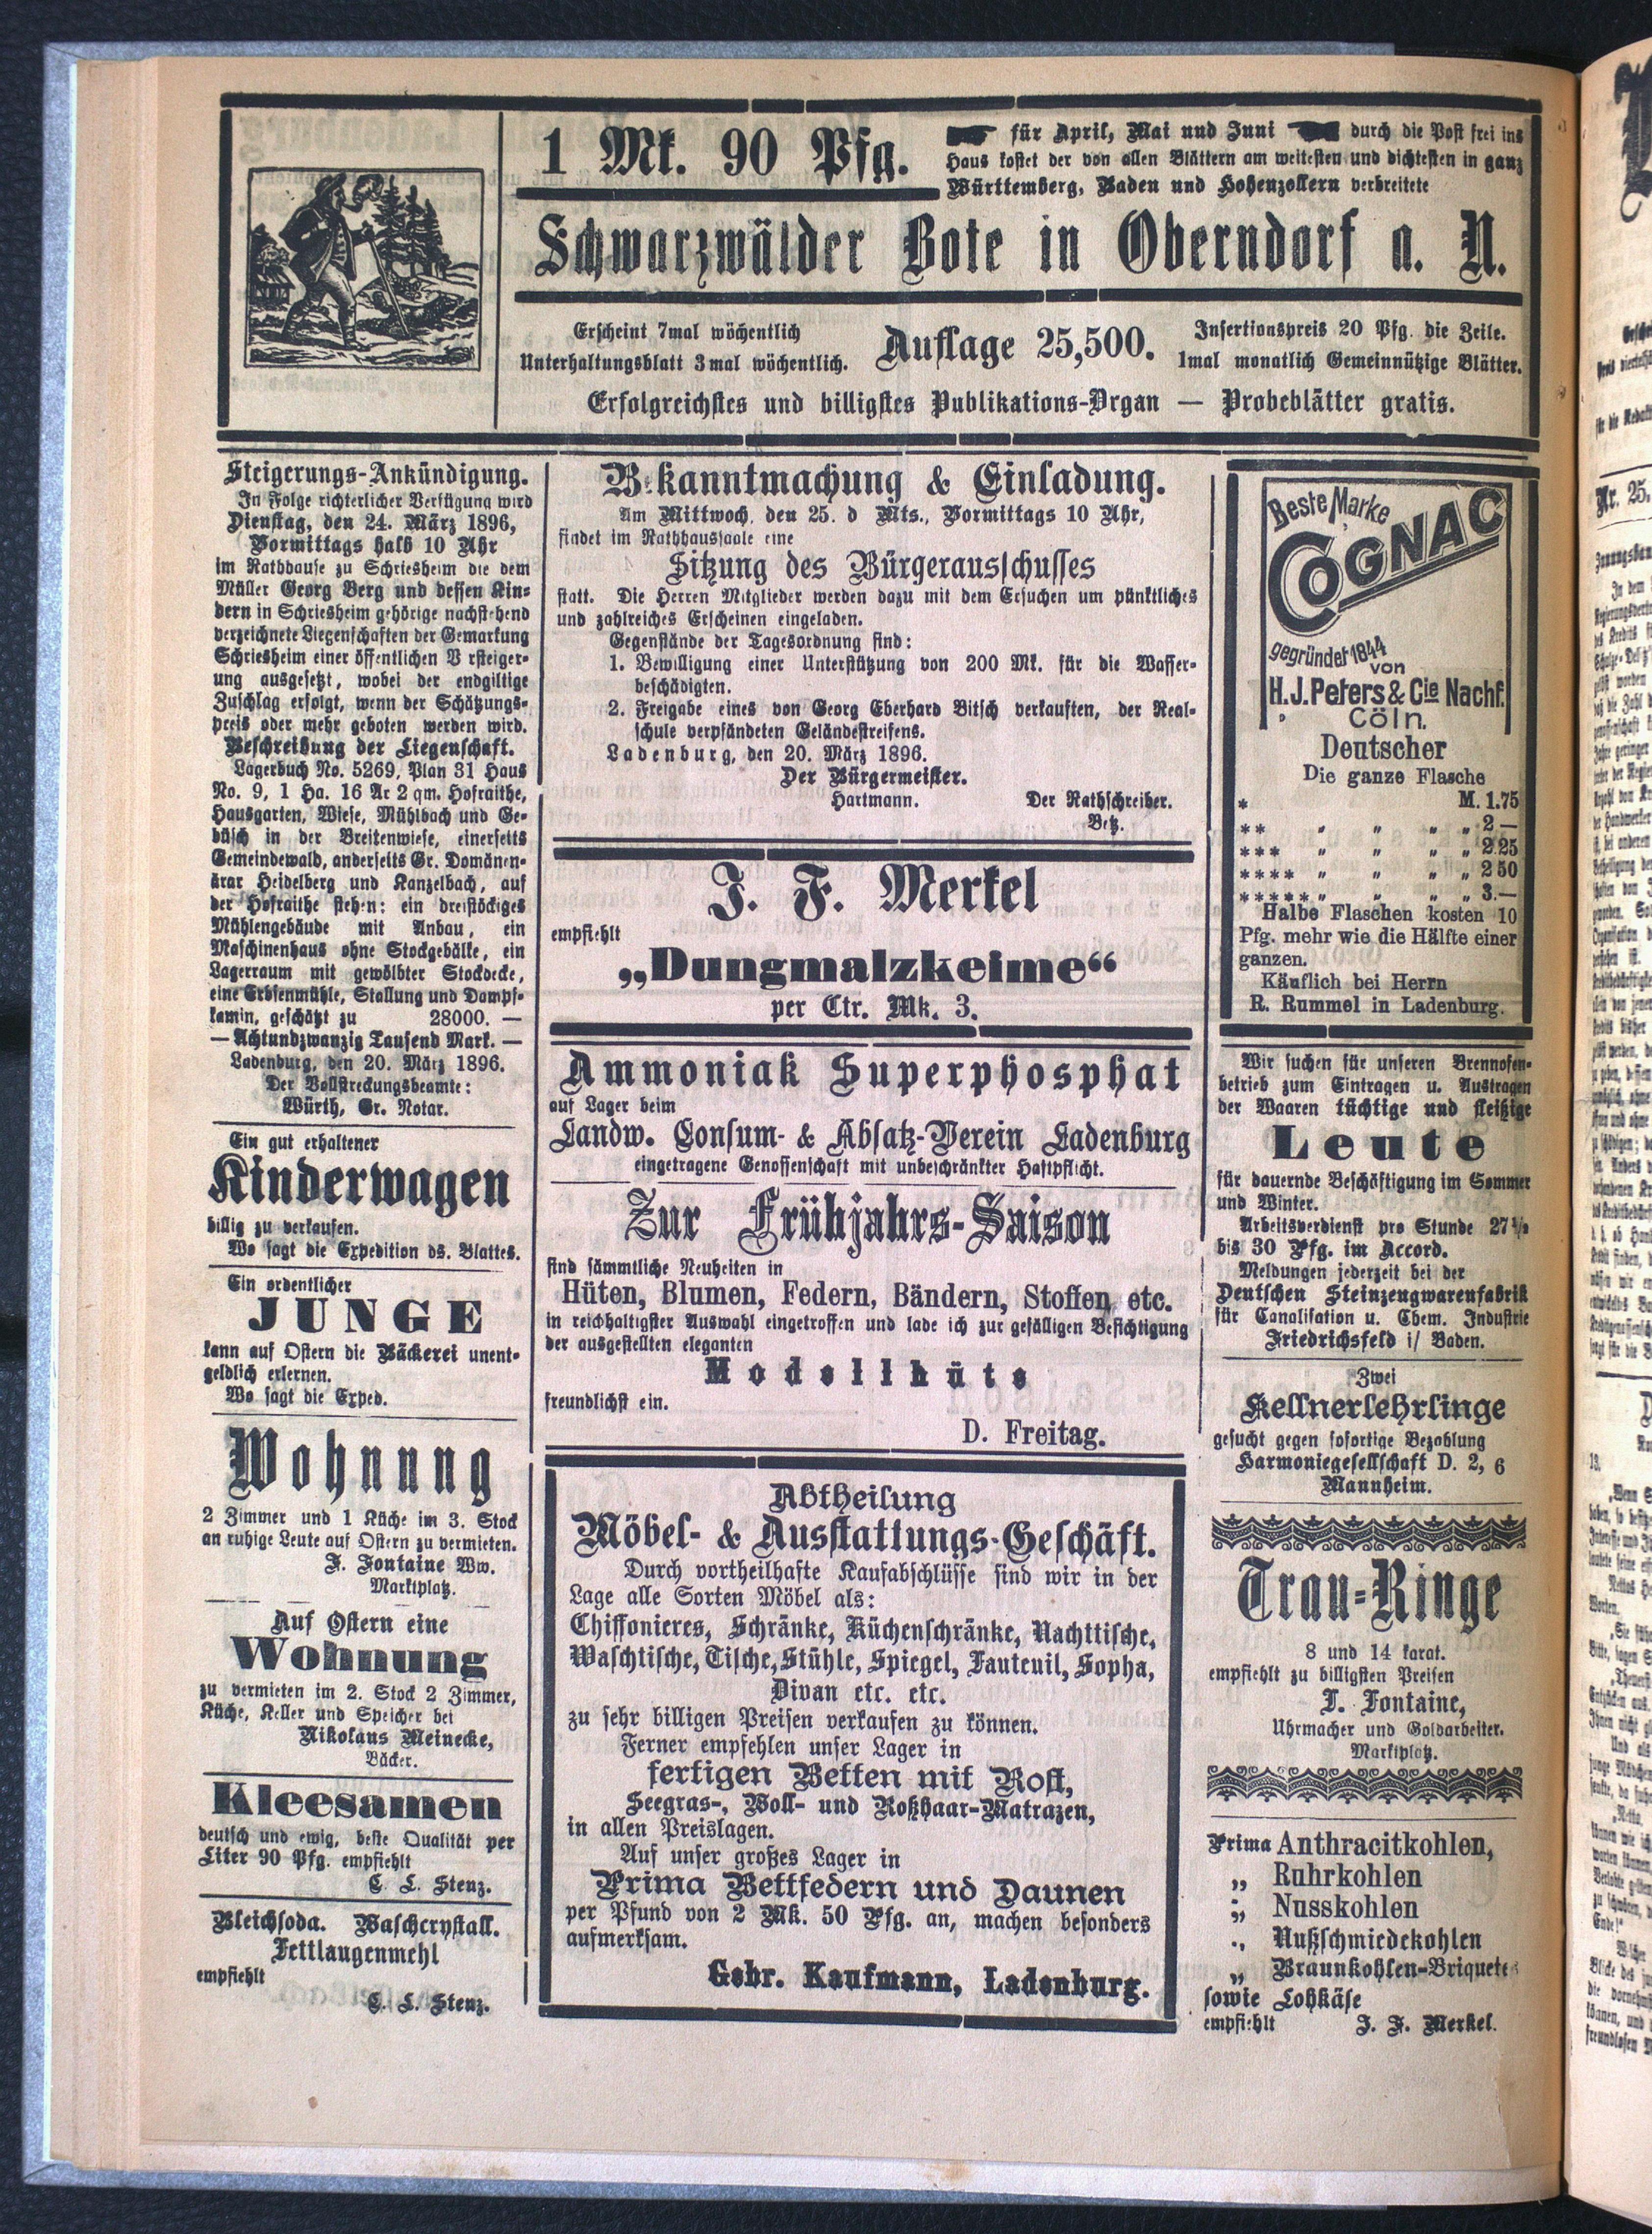 1 Mk. 90 Pfg.
für April, Mai und Juni durch die Post frei ins
Haus kostet der von allen Blättern am weitesten und dichtesten in ganz
Württemberg, Baden und Hohenzollern verbreitete
Schwarzwälder Bote in Oberndorf a. N.
Erscheint 7mal wöchentlich
Unterhaltungsblatt 3mal wöchentlich.
Auflage 25,500.
Insertionspreis 20 Pfg. die Zeile.
1mal monatlich Gemeinnützige Blätter.
Erfolgreichstes und billigstes Publikations-Organ — Probeblätter gratis.
Steigerungs-Ankündigung.
In Folge richterlicher Verfügung wird
Dienstag, den 24. März 1896,
Vormittags halb 10 Uhr
im Rathhause zu Schriesheim die dem
Müller Georg Berg und dessen Kin-
dern in Schriesheim gehörige nachstehend
verzeichnete Liegenschaften der Gemarkung
Schriesheim einer öffentlichen V rsteiger-
ung ausgesetzt, wobei der endgiltige
Zuschlag erfolgt, wenn der Schätzungs-
preis oder mehr geboten werden wird.
Beschreibung der Liegenschaft.
Lagerbuch No. 5269, Plan 31 Haus
No. 9, 1 Ha. 16 Ar 2 qm. Hofraithe,
Hausgarten, Wiese, Mühlbach und Ge-
büsch in der Breitenwiese, einerseits
Gemeindewald, anderseits Gr. Domänen-
ärar Heidelberg und Kanzelbach, auf
der Hofraithe stehen: ein dreistöckiges
Mühlengebäude mit Anbau, ein
Maschinenhaus ohne Stockgebälke, ein
Lagerraum mit gewölbter Stockdecke,
eine Erbsenmühle, Stallung und Dampf-
kamin, geschätzt zu 28000. —
— Achtundzwanzig Tausend Mark. —
Ladenburg, den 20. März 1896.
Der Vollstreckungsbeamte:
Würth, Gr. Notar.
Ein gut erhaltener
Kinderwagen
billig zu verkaufen.
Wo sagt die Expedition ds. Blattes.
Ein ordentlicher
JUNGE
kann auf Ostern die Bäckerei unent-
geldlich erlernen.
Wo sagt die Exped.
Wohnung
2 Zimmer und 1 Küche im 3. Stock
an ruhige Leute auf Ostern zu vermieten.
J. Fontaine Ww.
Marktplatz.
Auf Ostern eine
Wohnung
zu vermieten im 2. Stock 2 Zimmer,
Küche, Keller und Speicher bei
Nikolaus Meinecke,
Bäcker.
Kleesamen
deutsch und ewig, beste Qualität per
Liter 90 Pfg. empfiehlt
C. L. Stenz.
Bleichsoda. Waschcrystall.
Fettlaugenmehl
empfiehlt
C. L. Stenz.
Bekanntmachung & Einladung.
Am Mittwoch, den 25. d Mts., Vormittags 10 Uhr,
findet im Rathhaussaale eine
Sitzung des Bürgerausschusses
statt. Die Herren Mitglieder werden dazu mit dem Ersuchen um pünktliches
und zahlreiches Erscheinen eingeladen.
Gegenstände der Tagesordnung sind:
1. Bewilligung einer Unterstützung von 200 Mk. für die Wasser-
beschädigten.
2. Freigabe eines von Georg Eberhard Bitsch verkauften, der Real-
schule verpfändeten Geländestreifens.
Ladenburg, den 20. März 1896.
Der Bürgermeister.
Hartmann. Der Rathschreiber.
Betz.
J. F. Merkel
empfiehlt
„Dungmalzkeime“
per Ctr. Mk. 3.
Ammoniak Superphosphat
auf Lager beim
Landw. Consum- & Absatz-Verein Ladenburg
eingetragene Genossenschaft mit unbeschränkter Haftpflicht.
Zur Frühjahrs-Saison
sind sämmtliche Neuheiten in
Hüten, Blumen, Federn, Bändern, Stoffen etc.
in reichhaltigster Auswahl eingetroffen und lade ich zur gefälligen Besichtigung
der ausgestellten eleganten
Modellhüte
freundlichst ein.
D. Freitag.
Abtheilung
Möbel- & Ausstattungs-Geschäft.
Durch vortheilhafte Kaufabschlüsse sind wir in der
Lage alle Sorten Möbel als:
Chiffonieres, Schränke, Küchenschränke, Nachttische,
Waschtische, Tische, Stühle, Spiegel, Fauteuil, Sopha,
Divan etc. etc.
zu sehr billigen Preisen verkaufen zu können.
Ferner empfehlen unser Lager in
fertigen Betten mit Rost,
Seegras-, Woll- und Roßhaar-Matrazen,
in allen Preislagen.
Auf unser großes Lager in
Prima Bettfedern und Daunen
per Pfund von 2 Mk. 50 Pfg. an, machen besonders
aufmerksam.
Gebr. Kaufmann, Ladenburg.
Beste Marke
COGNAC
gegründet 1844
von
H.J. Peters & Cie Nachf.
Cöln.
Deutscher
Die ganze Flasche
* M. 1.75
** „ „ „ „ 2 —
*** „ „ „ „ 2.25
**** „ „ „ „ 2 50
***** „ „ „ „ 3.—
Halbe Flaschen kosten 10
Pfg. mehr wie die Hälfte einer
ganzen.
Käuflich bei Herrn
R. Rummel in Ladenburg.
Wir suchen für unseren Brennofen-
betrieb zum Eintragen u. Austragen
der Waaren tüchtige und fleißige
Leute
für dauernde Beschäftigung im Sommer
und Winter.
Arbeitsverdienst pro Stunde 27½
bis 30 Pfg. im Accord.
Meldungen jederzeit bei der
Deutschen Steinzeugwarenfabrik
für Canalisation u. Chem. Industrie
Friedrichsfeld i/ Baden.
Zwei
Kellnerlehrlinge
gesucht gegen sofortige Bezahlung
Harmoniegesellschaft D. 2, 6
Mannheim.
Trau-Ringe
8 und 14 karat.
empfiehlt zu billigsten Preisen
L. Fontaine,
Uhrmacher und Goldarbeiter.
Marktplatz.
Prima Anthracitkohlen,
„ Ruhrkohlen
„ Nusskohlen
„ Nußschmiedekohlen
„ Braunkohlen-Briquetes
sowie Lohkäse
empfiehlt J. F. Merkel.
Nr. 25.